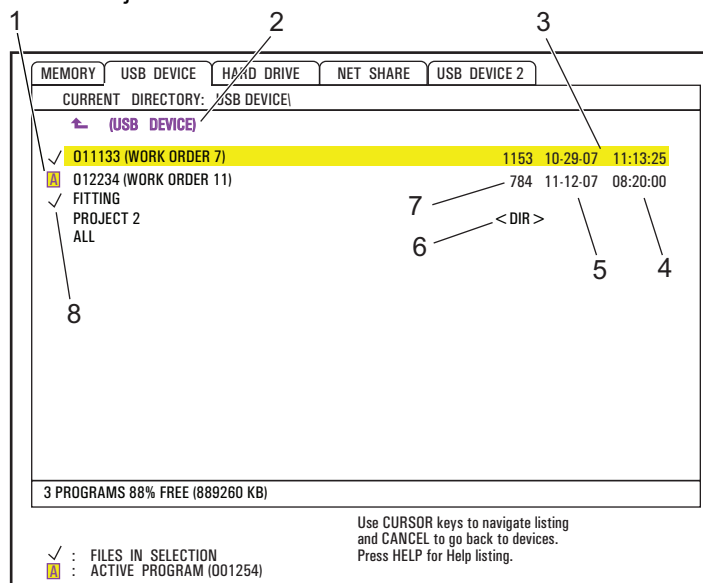 1 2 3
MEMORY USB DEVICE HARD DRIVE NET SHARE USB DEVICE 2
CURRENT DIRECTORY: USB DEVICE\
(USB DEVICE)
O11133 (WORK ORDER 7) 1153 10-29-07 11:13:25
A O12234 (WORK ORDER 11) 784 11-12-07 08:20:00
FITTING
7
PROJECT 2 <DIR>
ALL
6 5 4
8
3 PROGRAMS 88% FREE (889260 KB)
Use CURSOR keys to navigate listing
and CANCEL to go back to devices.
Press HELP for Help listing.
✓ : FILES IN SELECTION
A : ACTIVE PROGRAM (O01254)